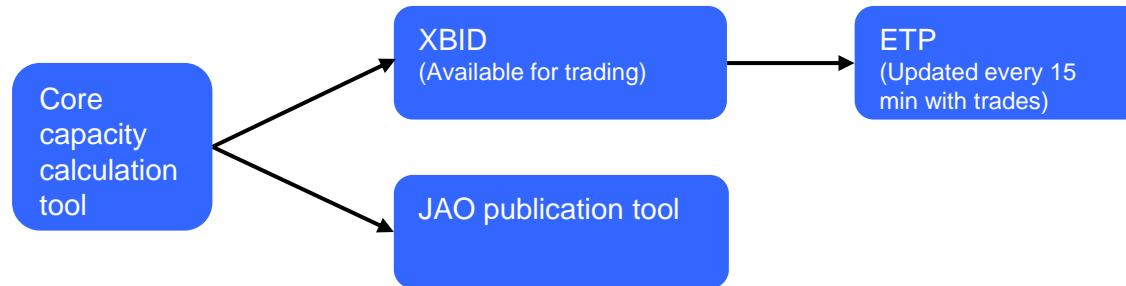 Core
capacity
calculation
tool
XBID
(Available for trading)
ETP
(Updated every 15
min with trades)
JAO publication tool